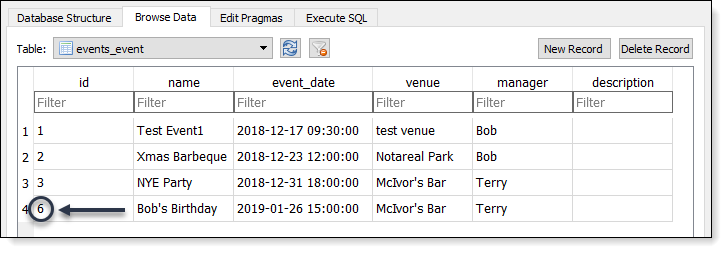 Database Structure Browse Data Edit Pragmas Execute SQL
Table: events_event New Record Delete Record
id name event_date venue manager description
Filter Filter Filter Filter Filter Filter
1 1 Test Event1 2018-12-17 09:30:00 test venue Bob
2 2 Xmas Barbeque 2018-12-23 12:00:00 Notareal Park Bob
3 3 NYE Party 2018-12-31 18:00:00 McIvor's Bar Terry
4 6 Bob's Birthday 2019-01-26 15:00:00 McIvor's Bar Terry